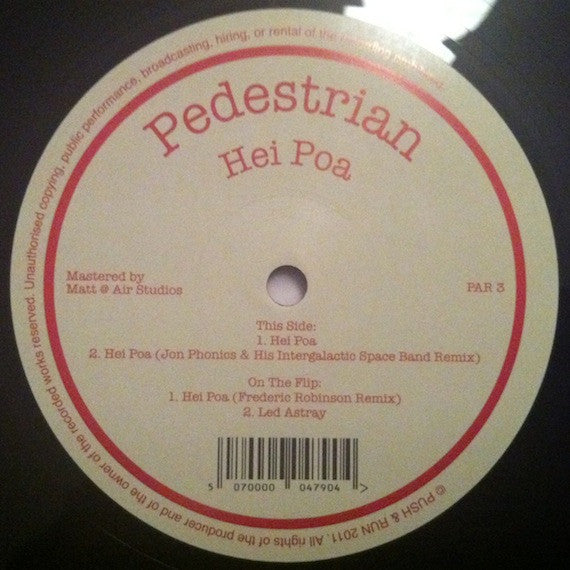 Pedestrian
Hei Poa
Mastered by
Matt @ Air Studios
PAR 3
This Side:
1. Hei Poa
2. Hei Poa (Jon Phonics & His Intergalactic Space Band Remix)
On The Flip:
1. Hei Poa (Frederic Robinson Remix)
2. Led Astray
5 070000 047904 >
© PUSH & RUN 2011. All rights of the producer and of the owner of the recorded works reserved. Unauthorised copying, public performance, broadcasting, hiring, or rental of the recording prohibited.